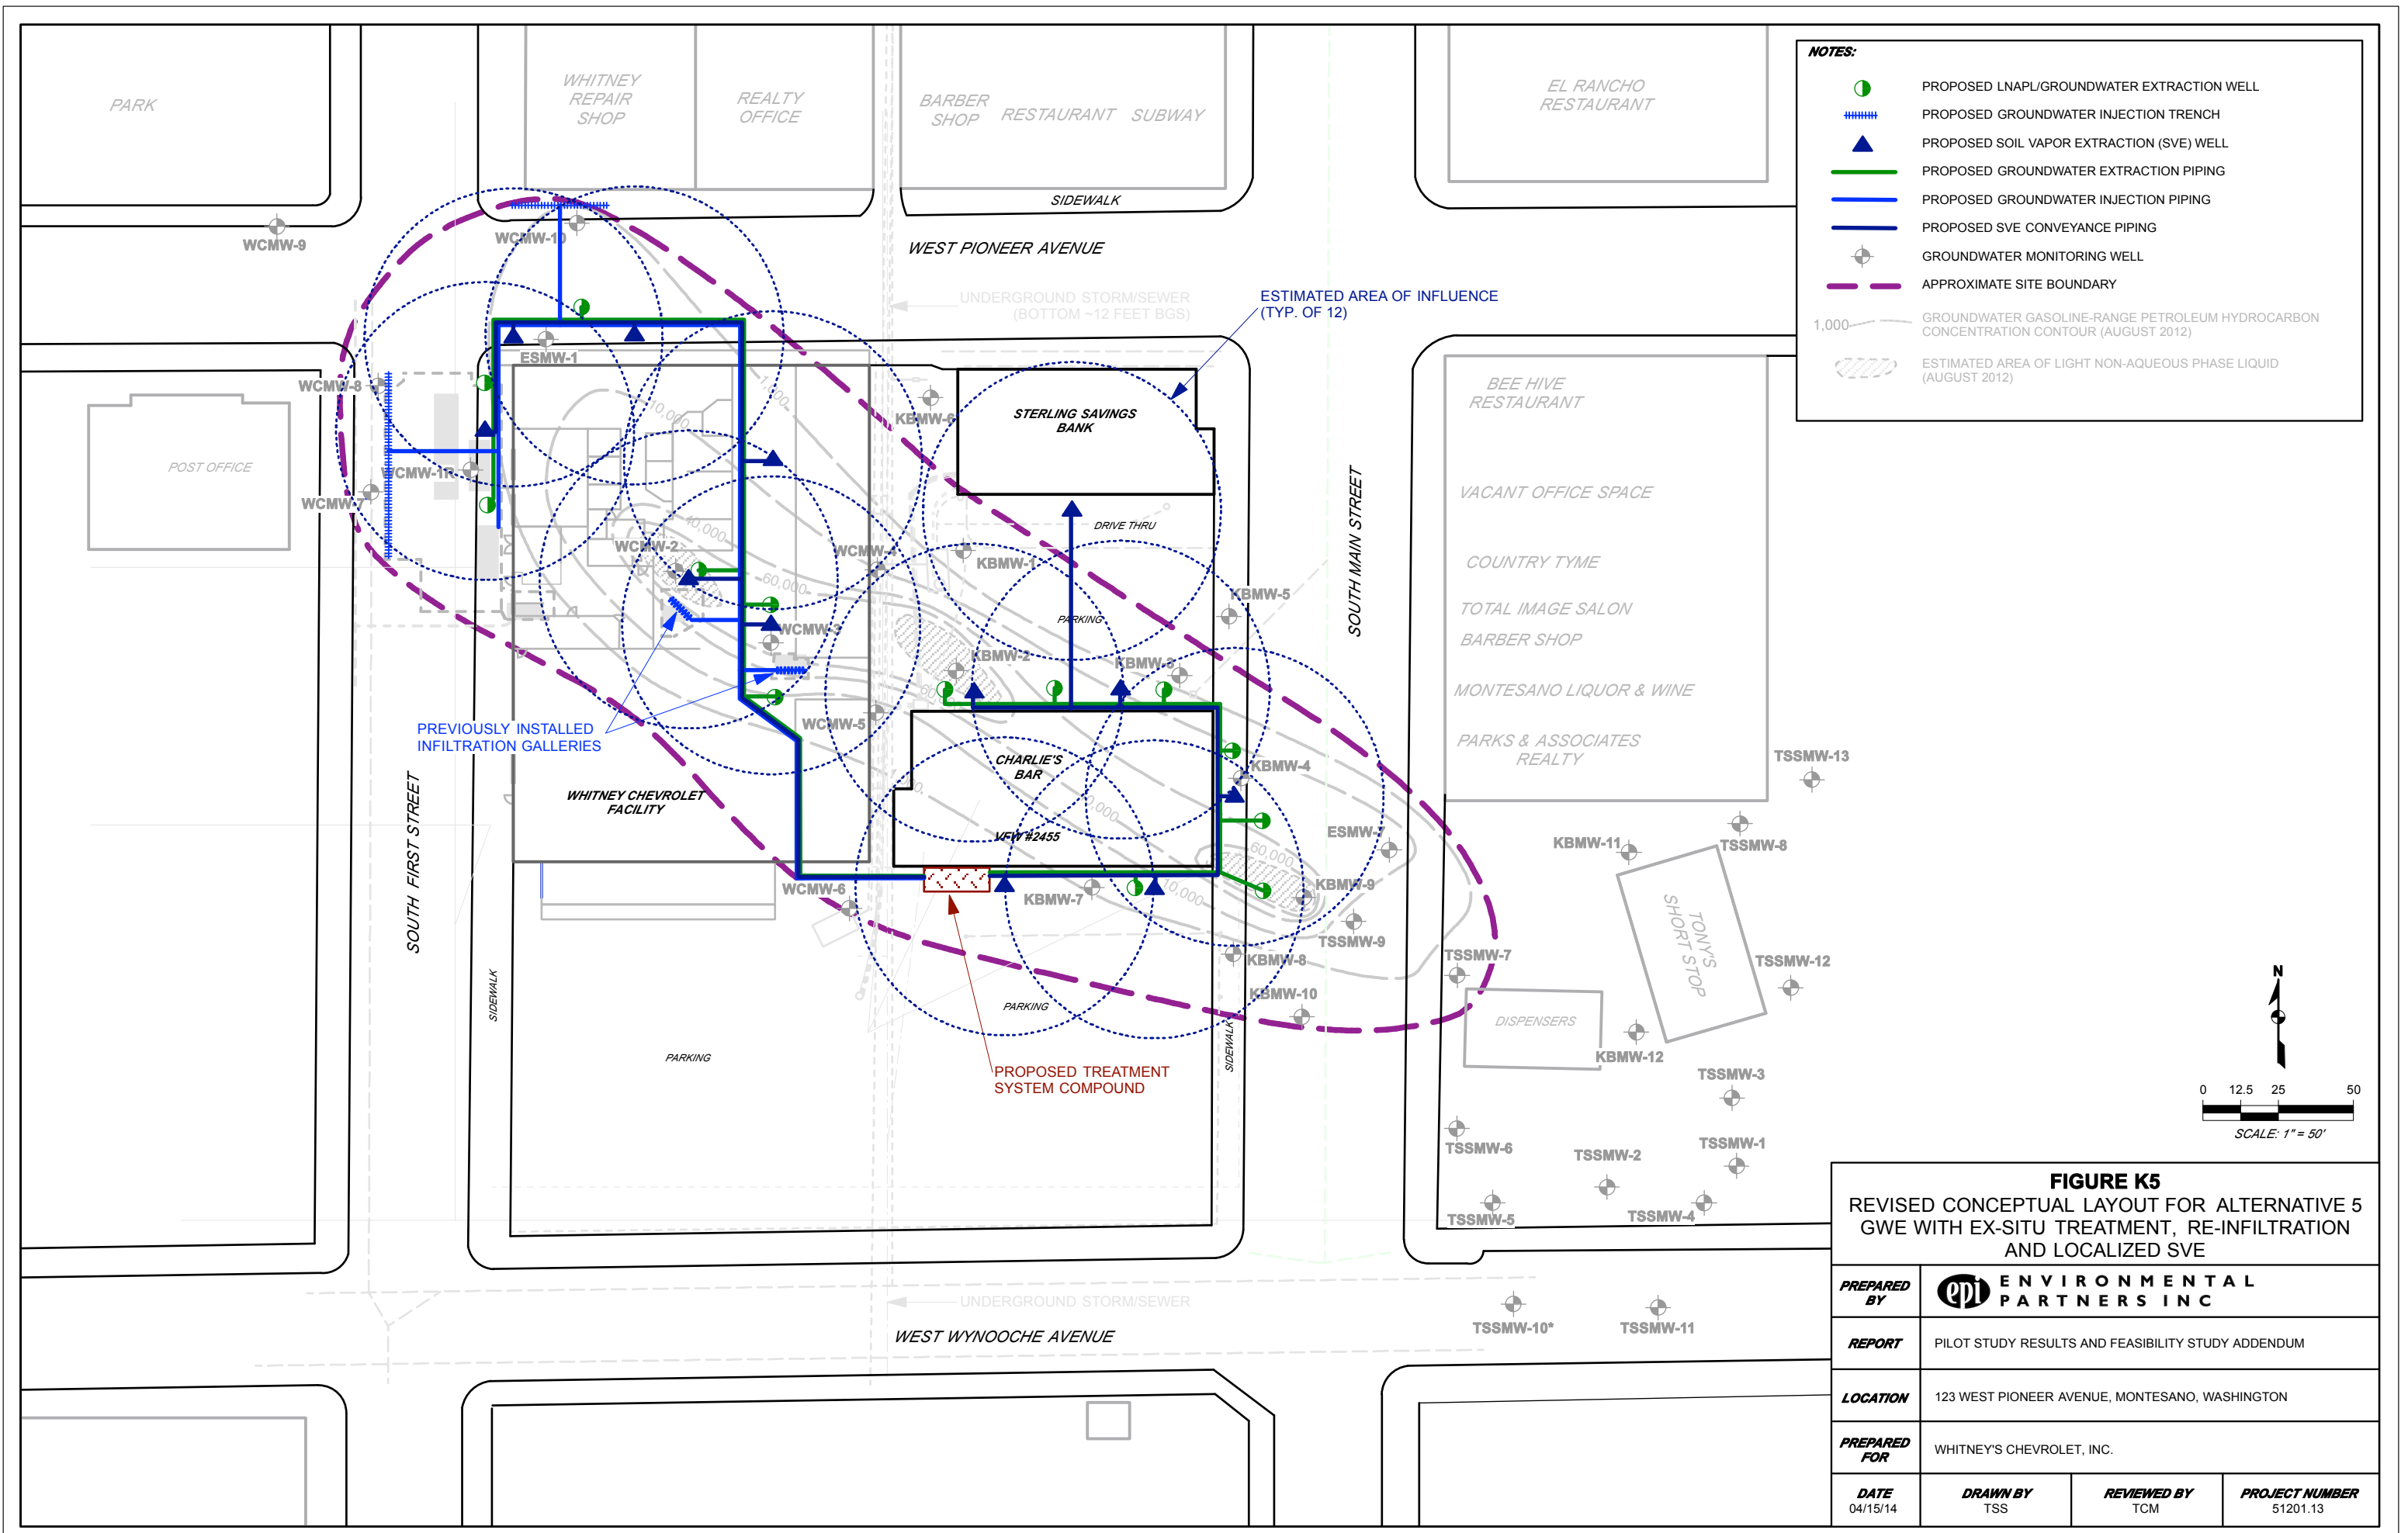 PARK
WHITNEY
REPAIR
SHOP
REALTY
OFFICE
BARBER
SHOP
RESTAURANT
SUBWAY
EL RANCHO
RESTAURANT
SIDEWALK
WEST PIONEER AVENUE
WCMW-9
WCMW-10
UNDERGROUND STORM/SEWER
(BOTTOM ~12 FEET BGS)
ESTIMATED AREA OF INFLUENCE
(TYP. OF 12)
NOTES:
PROPOSED LNAPL/GROUNDWATER EXTRACTION WELL
PROPOSED GROUNDWATER INJECTION TRENCH
PROPOSED SOIL VAPOR EXTRACTION (SVE) WELL
PROPOSED GROUNDWATER EXTRACTION PIPING
PROPOSED GROUNDWATER INJECTION PIPING
PROPOSED SVE CONVEYANCE PIPING
GROUNDWATER MONITORING WELL
APPROXIMATE SITE BOUNDARY
1,000
GROUNDWATER GASOLINE-RANGE PETROLEUM HYDROCARBON
CONCENTRATION CONTOUR (AUGUST 2012)
ESTIMATED AREA OF LIGHT NON-AQUEOUS PHASE LIQUID
(AUGUST 2012)
ESMW-1
WCMW-8
1,000
10,000
KBMW-6
STERLING SAVINGS
BANK
BEE HIVE
RESTAURANT
POST OFFICE
WCMW-1R
WCMW-7
VACANT OFFICE SPACE
SOUTH MAIN STREET
DRIVE THRU
10,000
WCMW-2
WCMW-4
KBMW-1
60,000
COUNTRY TYME
KBMW-5
TOTAL IMAGE SALON
PARKING
WCMW-3
BARBER SHOP
KBMW-2
KBMW-3
MONTESANO LIQUOR & WINE
WCMW-5
PREVIOUSLY INSTALLED
INFILTRATION GALLERIES
PARKS & ASSOCIATES
REALTY
TSSMW-13
CHARLIE'S
BAR
KBMW-4
WHITNEY CHEVROLET
FACILITY
SOUTH FIRST STREET
VFW #2455
ESMW-7
KBMW-11
TSSMW-8
60,000
10,000
WCMW-6
KBMW-7
KBMW-9
TONY'S
SHORT STOP
TSSMW-9
TSSMW-7
KBMW-8
TSSMW-12
SIDEWALK
PARKING
KBMW-10
DISPENSERS
SIDEWALK
PARKING
KBMW-12
N
PROPOSED TREATMENT
SYSTEM COMPOUND
TSSMW-3
0 12.5 25 50
SCALE: 1" = 50'
TSSMW-6
TSSMW-2
TSSMW-1
TSSMW-5
TSSMW-4
UNDERGROUND STORM/SEWER
WEST WYNOOCHE AVENUE
TSSMW-10*
TSSMW-11
FIGURE K5
REVISED CONCEPTUAL LAYOUT FOR ALTERNATIVE 5
GWE WITH EX-SITU TREATMENT, RE-INFILTRATION
AND LOCALIZED SVE
PREPARED
BY
epi
ENVIRONMENTAL
PARTNERS INC
REPORT
PILOT STUDY RESULTS AND FEASIBILITY STUDY ADDENDUM
LOCATION
123 WEST PIONEER AVENUE, MONTESANO, WASHINGTON
PREPARED
FOR
WHITNEY'S CHEVROLET, INC.
DATE
04/15/14
DRAWN BY
TSS
REVIEWED BY
TCM
PROJECT NUMBER
51201.13